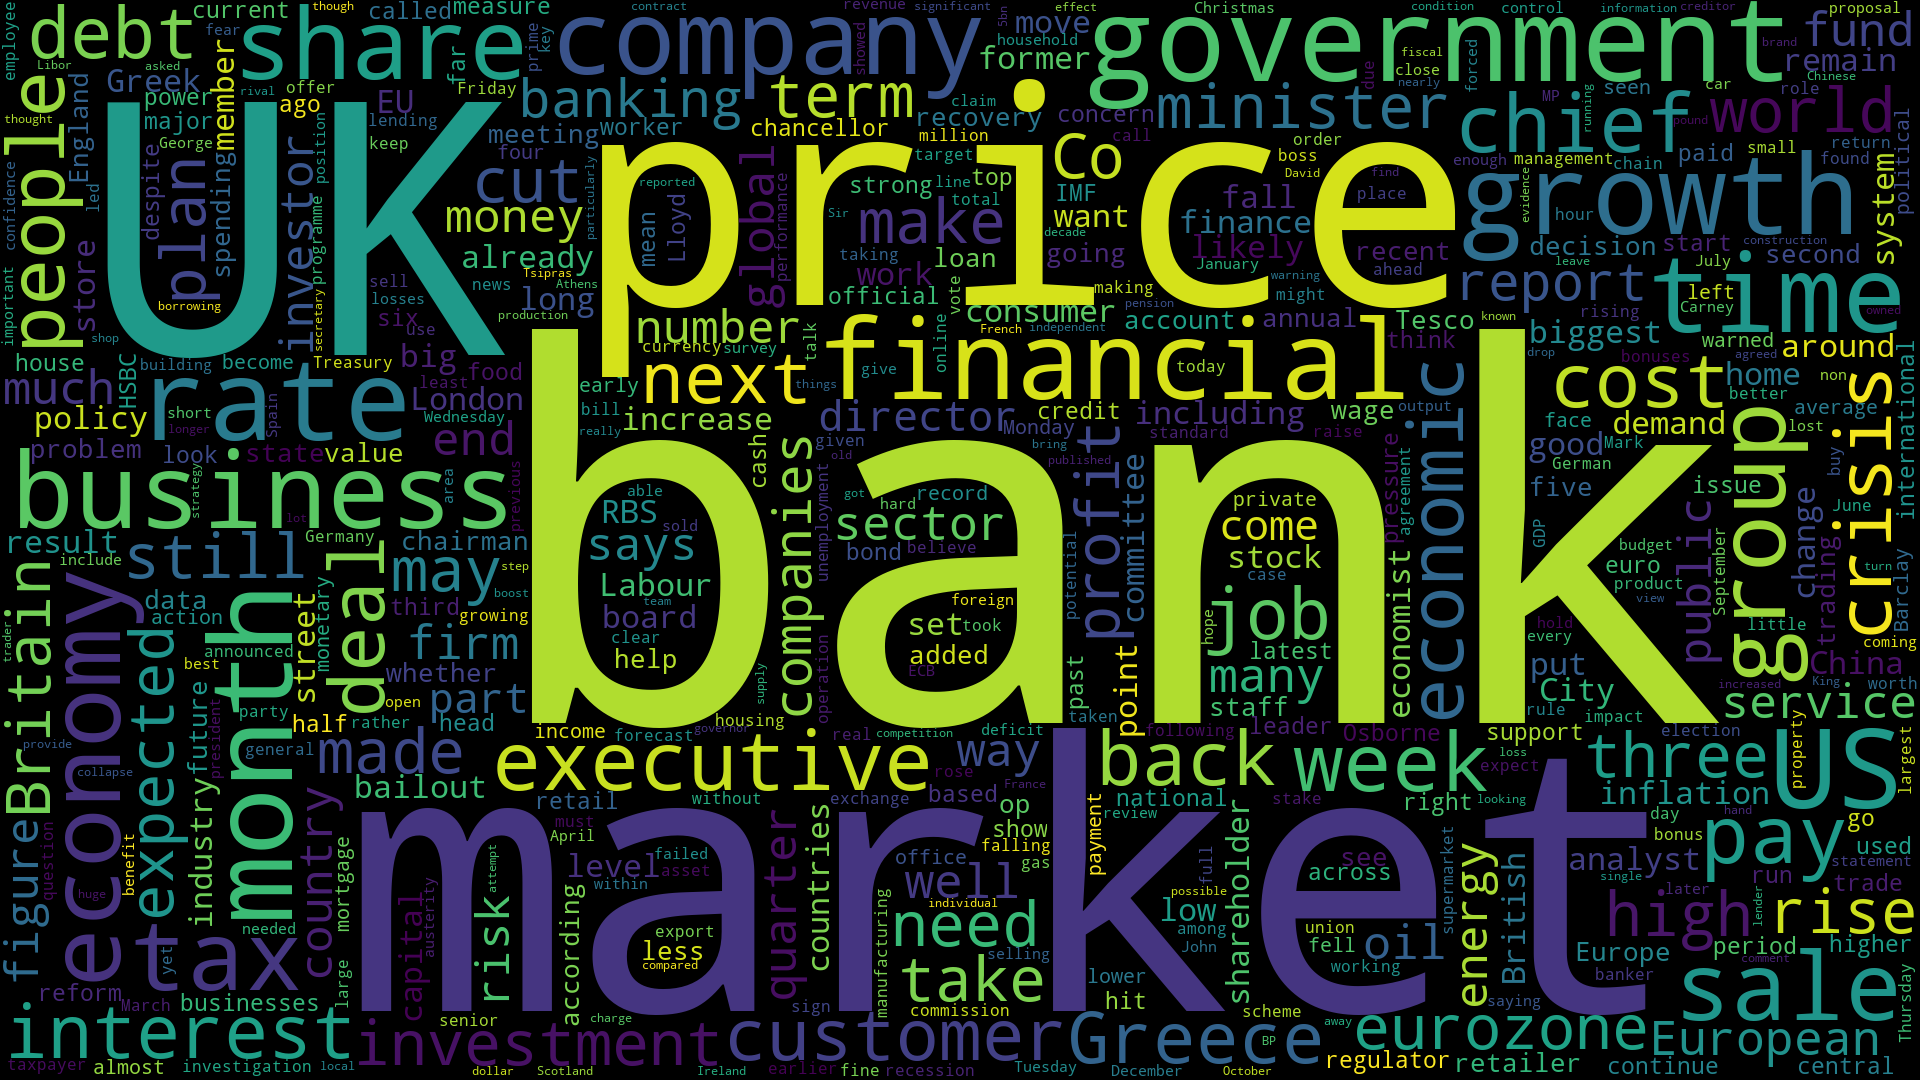 UK
price
bank
market
debt
share
company
government
fund
remain
Greek
power
major
George
ago
EU
member
England
people
store
plan
despite
spending
investor
called
measure
current
employee
though
fear
Libor
asked
rival
offer
Friday
far
key
prime
showed
contract
revenue
significant
5bn
effect
household
move
former
Christmas
condition
control
information
creditor
proposal
fiscal
close
nearly
due
forced
MP
running
seen
car
role
brand
Chinese
banking
term
claim
recovery
concern
call
minister
chief
world
pound
lending
keep
meeting
worker
chancellor
million
four
cut
money
already
news
long
production
Tsipras
Athens
particularly
reported
mean
Lloyd
global
performance
strong
line
total
top
target
Co
IMF
want
boss
David
order
place
find
fall
finance
likely
recent
ahead
growth
enough
management
chain
paid
small
return
found
political
evidence
hour
decision
start
second
system
construction
leave
July
Sir
make
taking
work
loan
decade
going
official
vote
consumer
making
January
warning
might
pension
report
left
Carney
rising
time
owned
position
programme
secretary
sell
losses
six
use
borrowing
confidence
led
important
shop
house
building
become
Treasury
big
number
currency
survey
talk
online
French
independent
account
annual
Tesco
think
known
biggest
warned
drop
agreed
bonuses
around
international
much
HSBC
rate
least
food
London
Wednesday
early
things
next
financial
give
today
policy
short
longer
Spain
bill
really
increase
director
Monday
credit
including
wage
output
cost
face
demand
home
better
non
average
lost
problem
look
state
value
end
cash
given
old
bring
published
standard
raise
economic
good
Mark
German
crisis
buy
business
strategy
lot
area
previous
able
RBS
sold
says
Labour
team
board
clear
help
companies
unemployment
got
hard
record
sector
bond
believe
potential
profit
committee
private
come
stock
case
pressure
agreement
five
issue
June
group
change
trading
Barclay
GDP
budget
euro
product
view
September
public
turn
result
include
Germany
still
chairman
may
step
boost
third
growing
foreign
set
took
added
ECB
job
hope
latest
many
staff
economist
hold
every
little
coming
China
King
worth
Britain
trader
economy
data
action
expected
announced
best
month
monetary
street
deal
firm
whether
part
open
head
operation
supply
past
point
put
City
rule
impact
increased
service
future
party
half
rather
general
president
made
income
forecast
governor
housing
real
competition
deficit
taken
following
leader
Osborne
support
election
provide
collapse
industry
bailout
executive
way
back
week
loss
expect
three
property
US
largest
figure
question
benefit
huge
tax
country
mortgage
retail
without
exchange
rose
France
based
op
national
stake
right
looking
inflation
day
hand
go
must
April
countries
show
falling
gas
review
payment
bonus
pay
used
statement
yet
needed
capital
austerity
risk
attempt
level
failed
within
asset
office
well
full
shareholder
see
across
supermarket
energy
British
analyst
single
run
later
trade
lender
rise
quarter
individual
possible
need
low
among
John
union
fell
oil
high
period
higher
export
less
compared
according
manufacturing
take
selling
lower
hit
working
Europe
banker
comment
sale
Thursday
reform
March
businesses
large
senior
charge
sign
commission
scheme
saying
interest
investment
customer
Greece
BP
away
eurozone
European
taxpayer
almost
investigation
local
dollar
Scotland
Ireland
earlier
fine
recession
Tuesday
December
October
regulator
retailer
continue
central